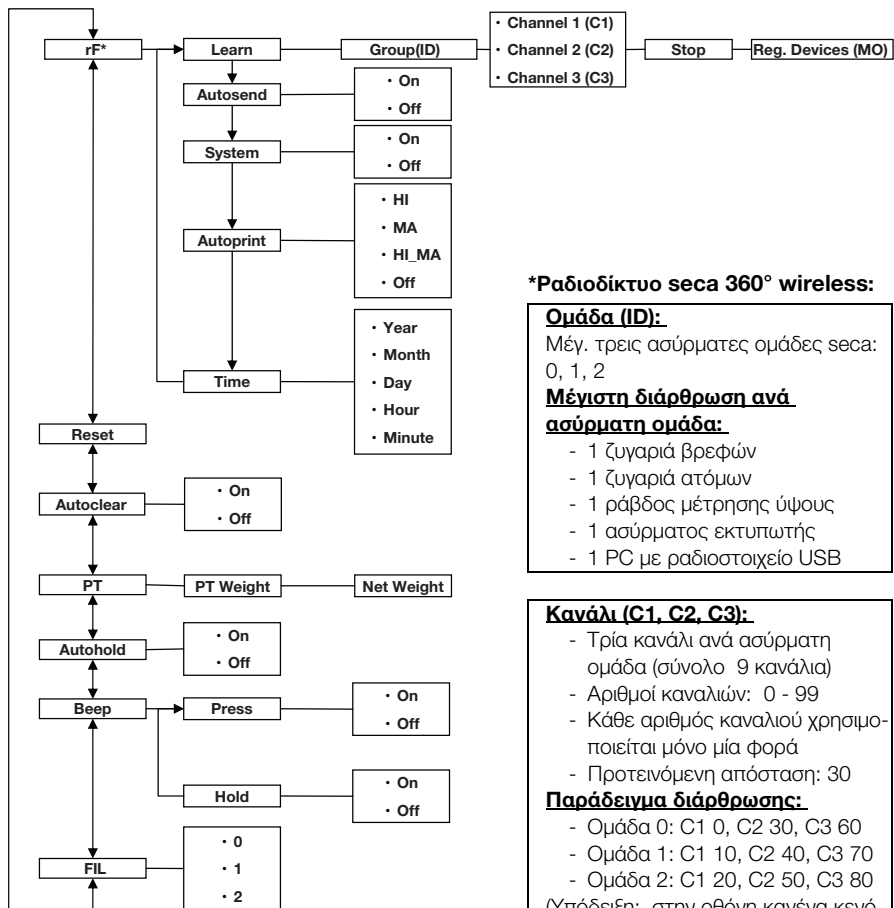 rF*
Learn
Group(ID)
• Channel 1 (C1)
• Channel 2 (C2)
• Channel 3 (C3)
Stop
Reg. Devices (MO)
Autosend
• On
• Off
System
• On
• Off
Autoprint
• HI
• MA
• HI_MA
• Off
Time
• Year
• Month
• Day
• Hour
• Minute
Reset
Autoclear
• On
• Off
PT
PT Weight
Net Weight
Autohold
• On
• Off
Beep
Press
• On
• Off
Hold
• On
• Off
FIL
• 0
• 1
• 2
*Ραδιοδίκτυο seca 360° wireless:
Ομάδα (ID):
Μέγ. τρεις ασύρματες ομάδες seca:
0, 1, 2
Μέγιστη διάρθρωση ανά
ασύρματη ομάδα:
- 1 ζυγαριά βρεφών
- 1 ζυγαριά ατόμων
- 1 ράβδος μέτρησης ύψους
- 1 ασύρματος εκτυπωτής
- 1 PC με ραδιοστοιχείο USB
Κανάλι (C1, C2, C3):
- Τρία κανάλι ανά ασύρματη
ομάδα (σύνολο 9 κανάλια)
- Αριθμοί καναλιών: 0 - 99
- Κάθε αριθμός καναλιού χρησιμο-
ποιείται μόνο μία φορά
- Προτεινόμενη απόσταση: 30
Παράδειγμα διάρθρωσης:
- Ομάδα 0: C1 0, C2 30, C3 60
- Ομάδα 1: C1 10, C2 40, C3 70
- Ομάδα 2: C1 20, C2 50, C3 80
(Υπόδειξη: στην οθόνη κανένα κενό